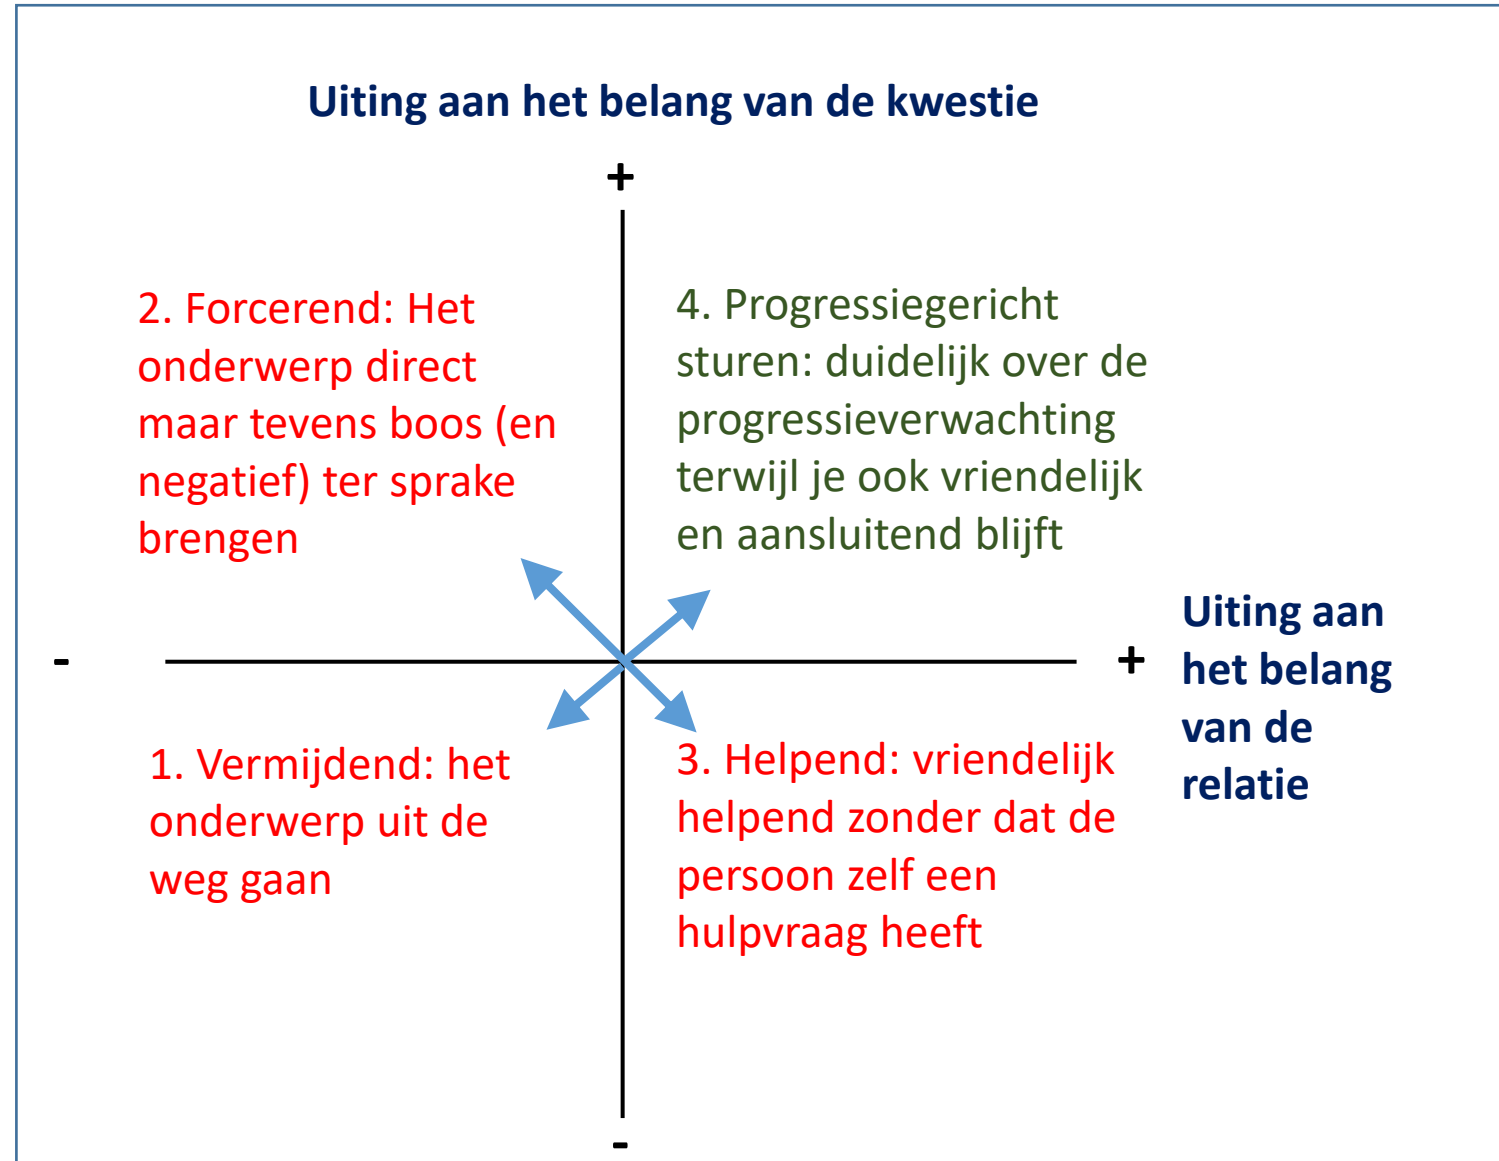 Uiting aan het belang van de kwestie
+
2. Forcerend: Het
onderwerp direct
maar tevens boos (en
negatief) ter sprake
brengen
4. Progressiegericht
sturen: duidelijk over de
progressieverwachting
terwijl je ook vriendelijk
en aansluitend blijft
-
+
Uiting aan
het belang
van de
relatie
1. Vermijdend: het
onderwerp uit de
weg gaan
3. Helpend: vriendelijk
helpend zonder dat de
persoon zelf een
hulpvraag heeft
-